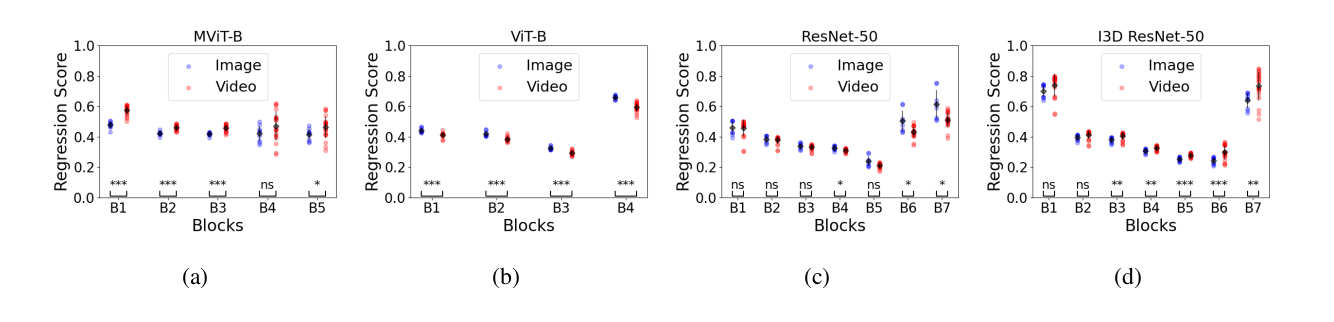 MViT-B
Regression Score
1.0
0.8
0.6
0.4
0.2
0.0
Image
Video
*** *** *** ns *
B1 B2 B3 B4 B5
Blocks
(a)
ViT-B
Regression Score
1.0
0.8
0.6
0.4
0.2
0.0
Image
Video
*** *** *** ***
B1 B2 B3 B4
Blocks
(b)
ResNet-50
Regression Score
1.0
0.8
0.6
0.4
0.2
0.0
Image
Video
ns ns ns * ns * *
B1 B2 B3 B4 B5 B6 B7
Blocks
(c)
I3D ResNet-50
Regression Score
1.0
0.8
0.6
0.4
0.2
0.0
Image
Video
ns ns ** ** *** *** **
B1 B2 B3 B4 B5 B6 B7
Blocks
(d)